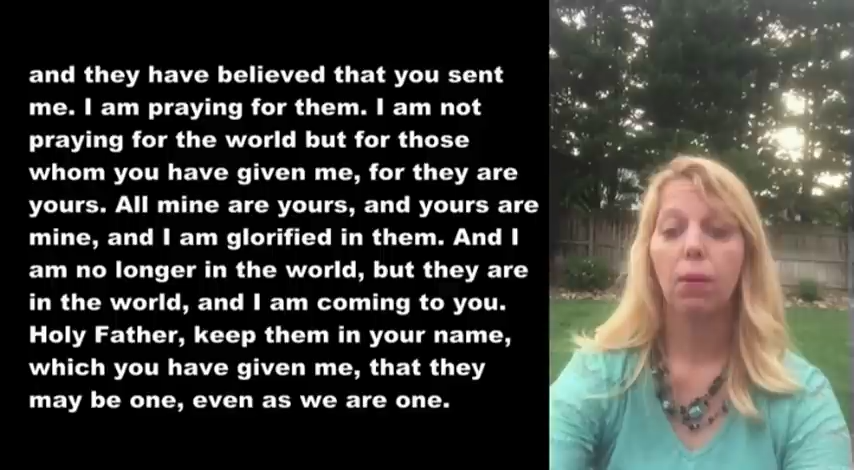 and they have believed that you sent
me. I am praying for them. I am not
praying for the world but for those
whom you have given me, for they are
yours. All mine are yours, and yours are
mine, and I am glorified in them. And I
am no longer in the world, but they are
in the world, and I am coming to you.
Holy Father, keep them in your name,
which you have given me, that they
may be one, even as we are one.